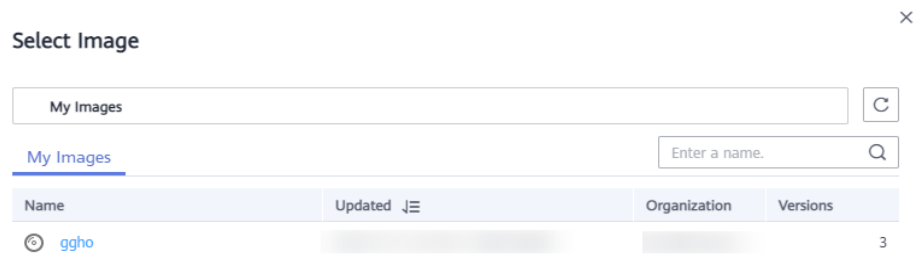 Select Image
My Images
My Images
Enter a name.
Name Updated Organization Versions
ggho 3